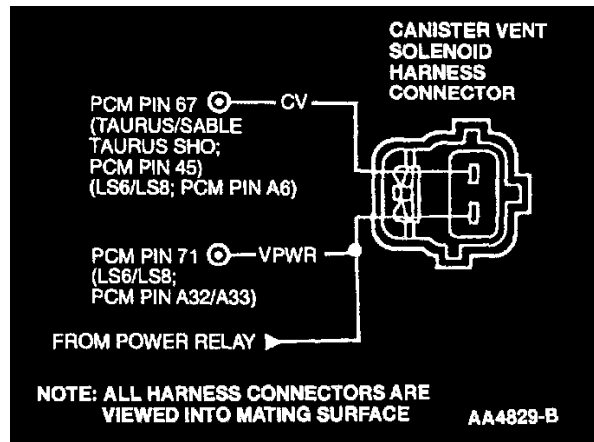 CANISTER VENT
SOLENOID
HARNESS
CONNECTOR
PCM PIN 67
CV
(TAURUS/SABLE
TAURUS SHO;
PCM PIN 45)
(LS6/LS8; PCM PIN A6)
PCM PIN 71
VPWR
(LS6/LS8;
PCM PIN A32/A33)
FROM POWER RELAY
NOTE: ALL HARNESS CONNECTORS ARE
VIEWED INTO MATING SURFACE
AA4829-B